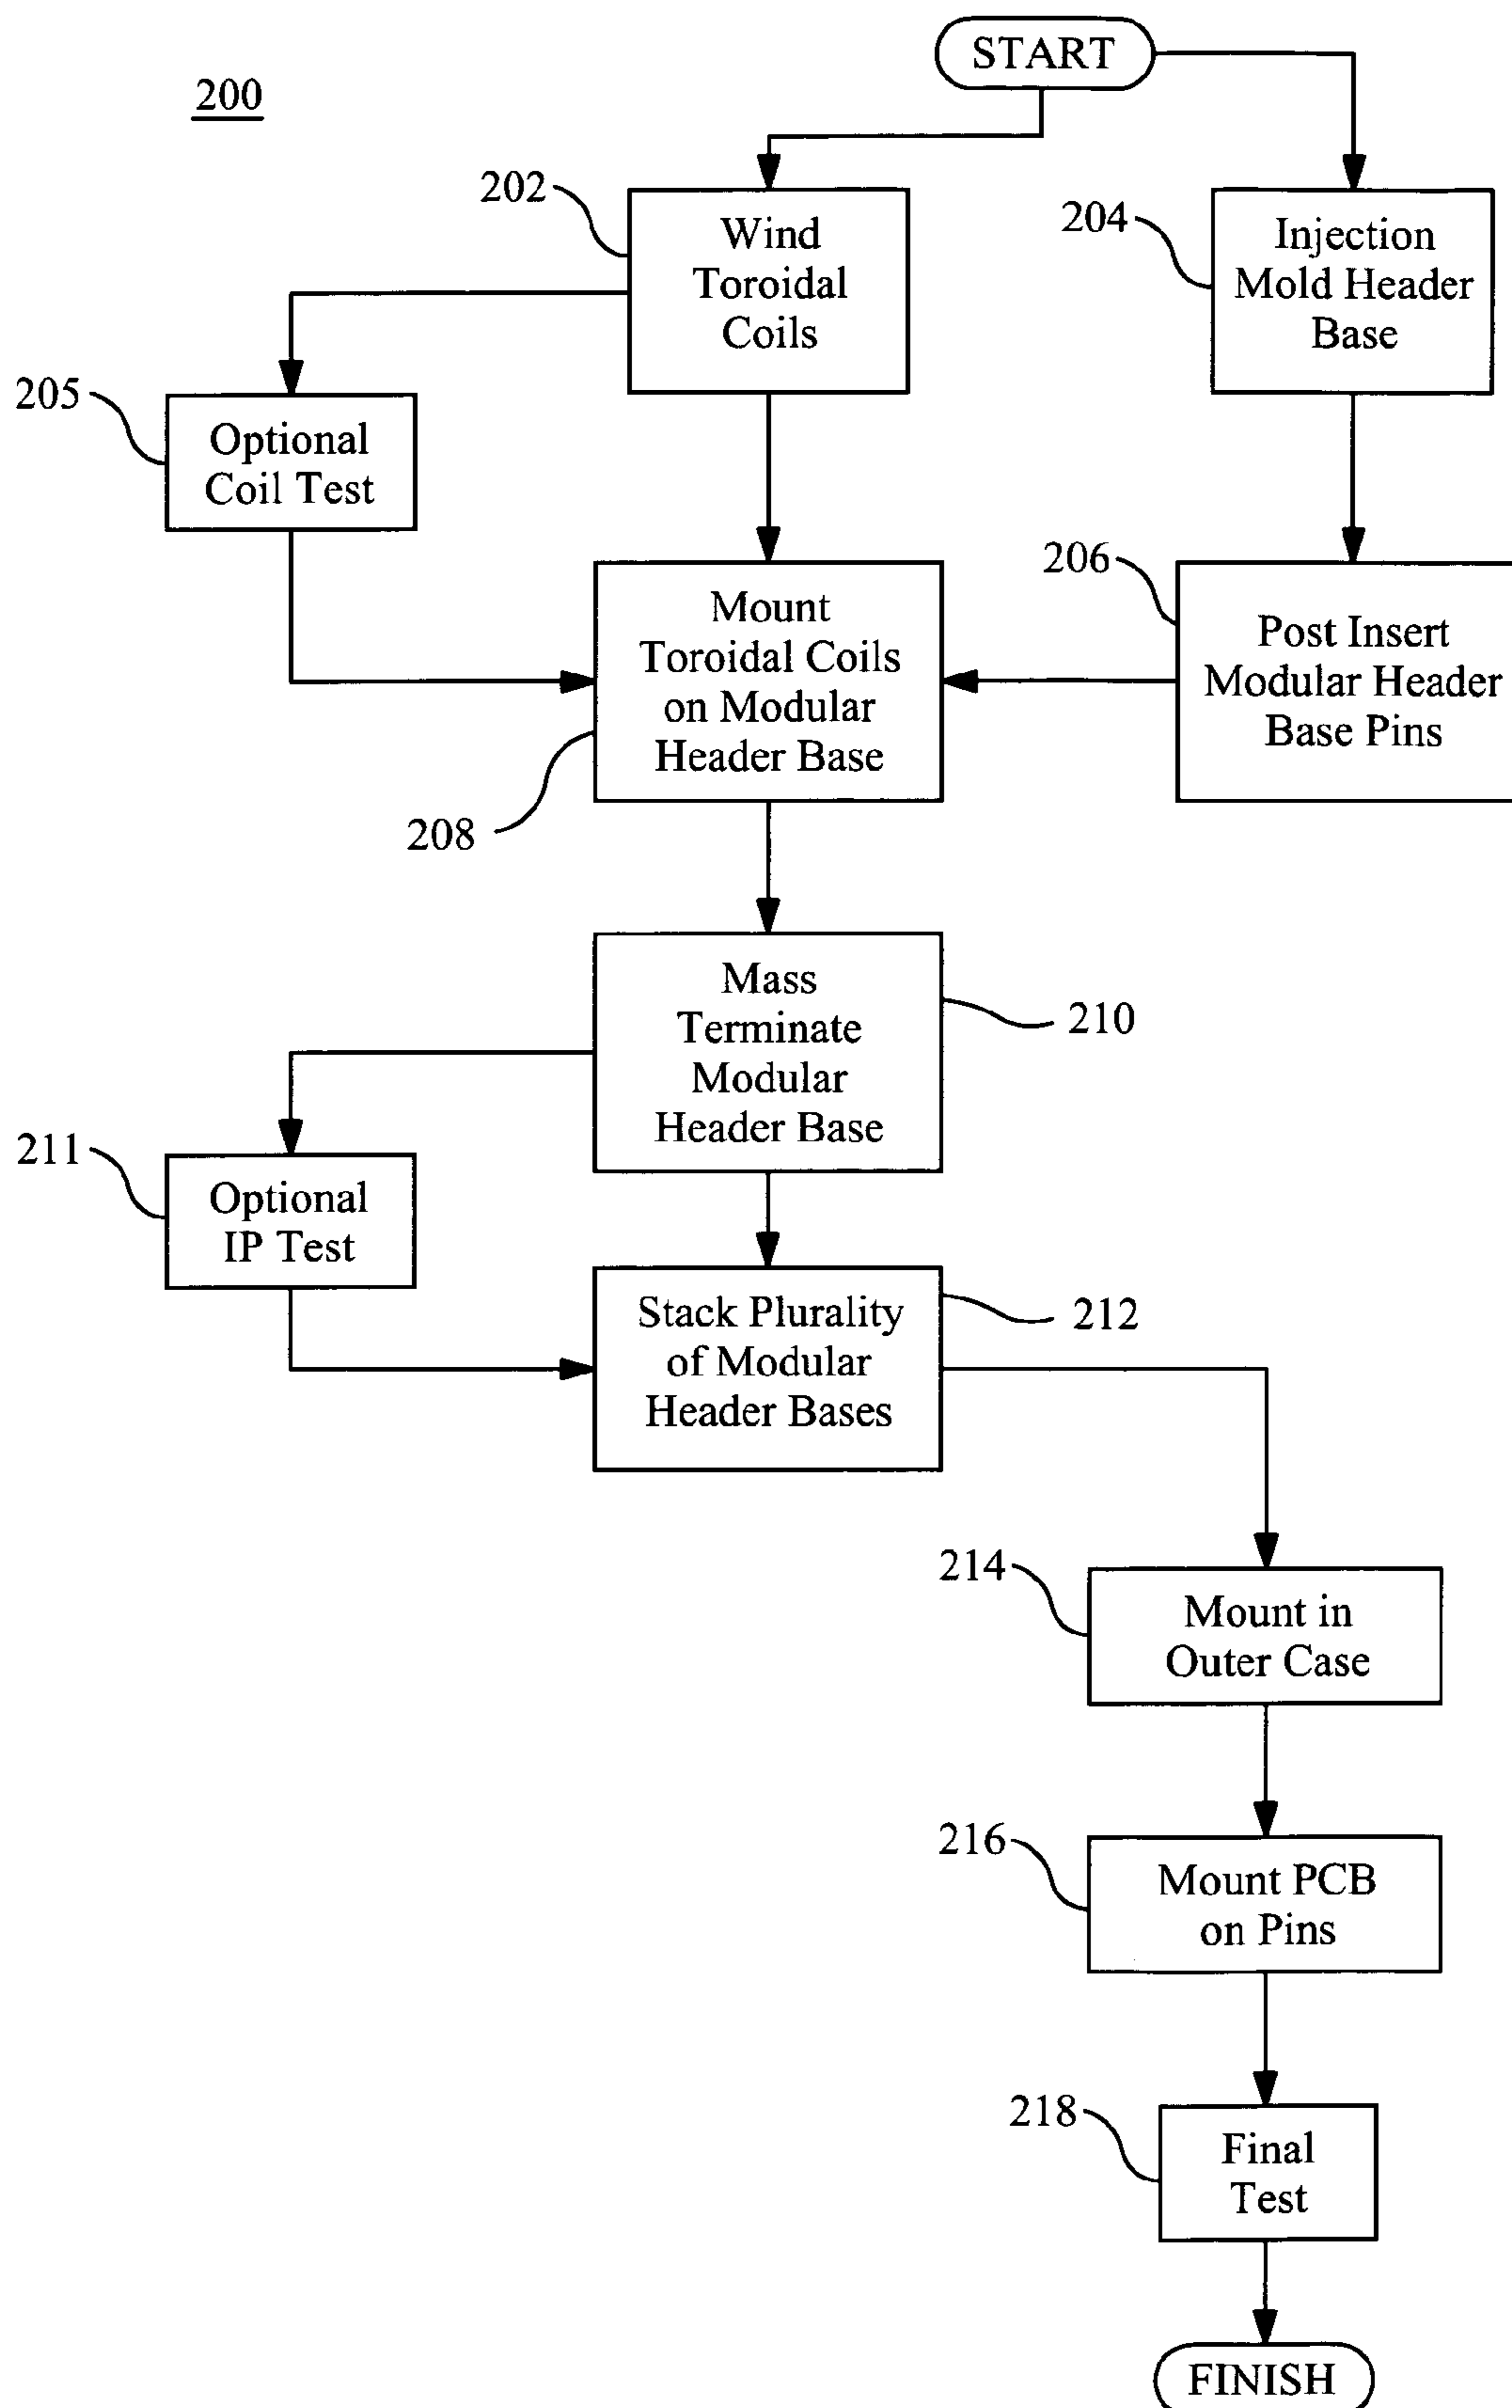 START
200
202
Wind
Toroidal
Coils
204
Injection
Mold Header
Base
205
Optional
Coil Test
206
Post Insert
Modular Header
Base Pins
Mount
Toroidal Coils
on Modular
Header Base
208
Mass
Terminate
Modular
Header Base
210
211
Optional
IP Test
Stack Plurality
of Modular
Header Bases
212
214
Mount in
Outer Case
216
Mount PCB
on Pins
218
Final
Test
FINISH